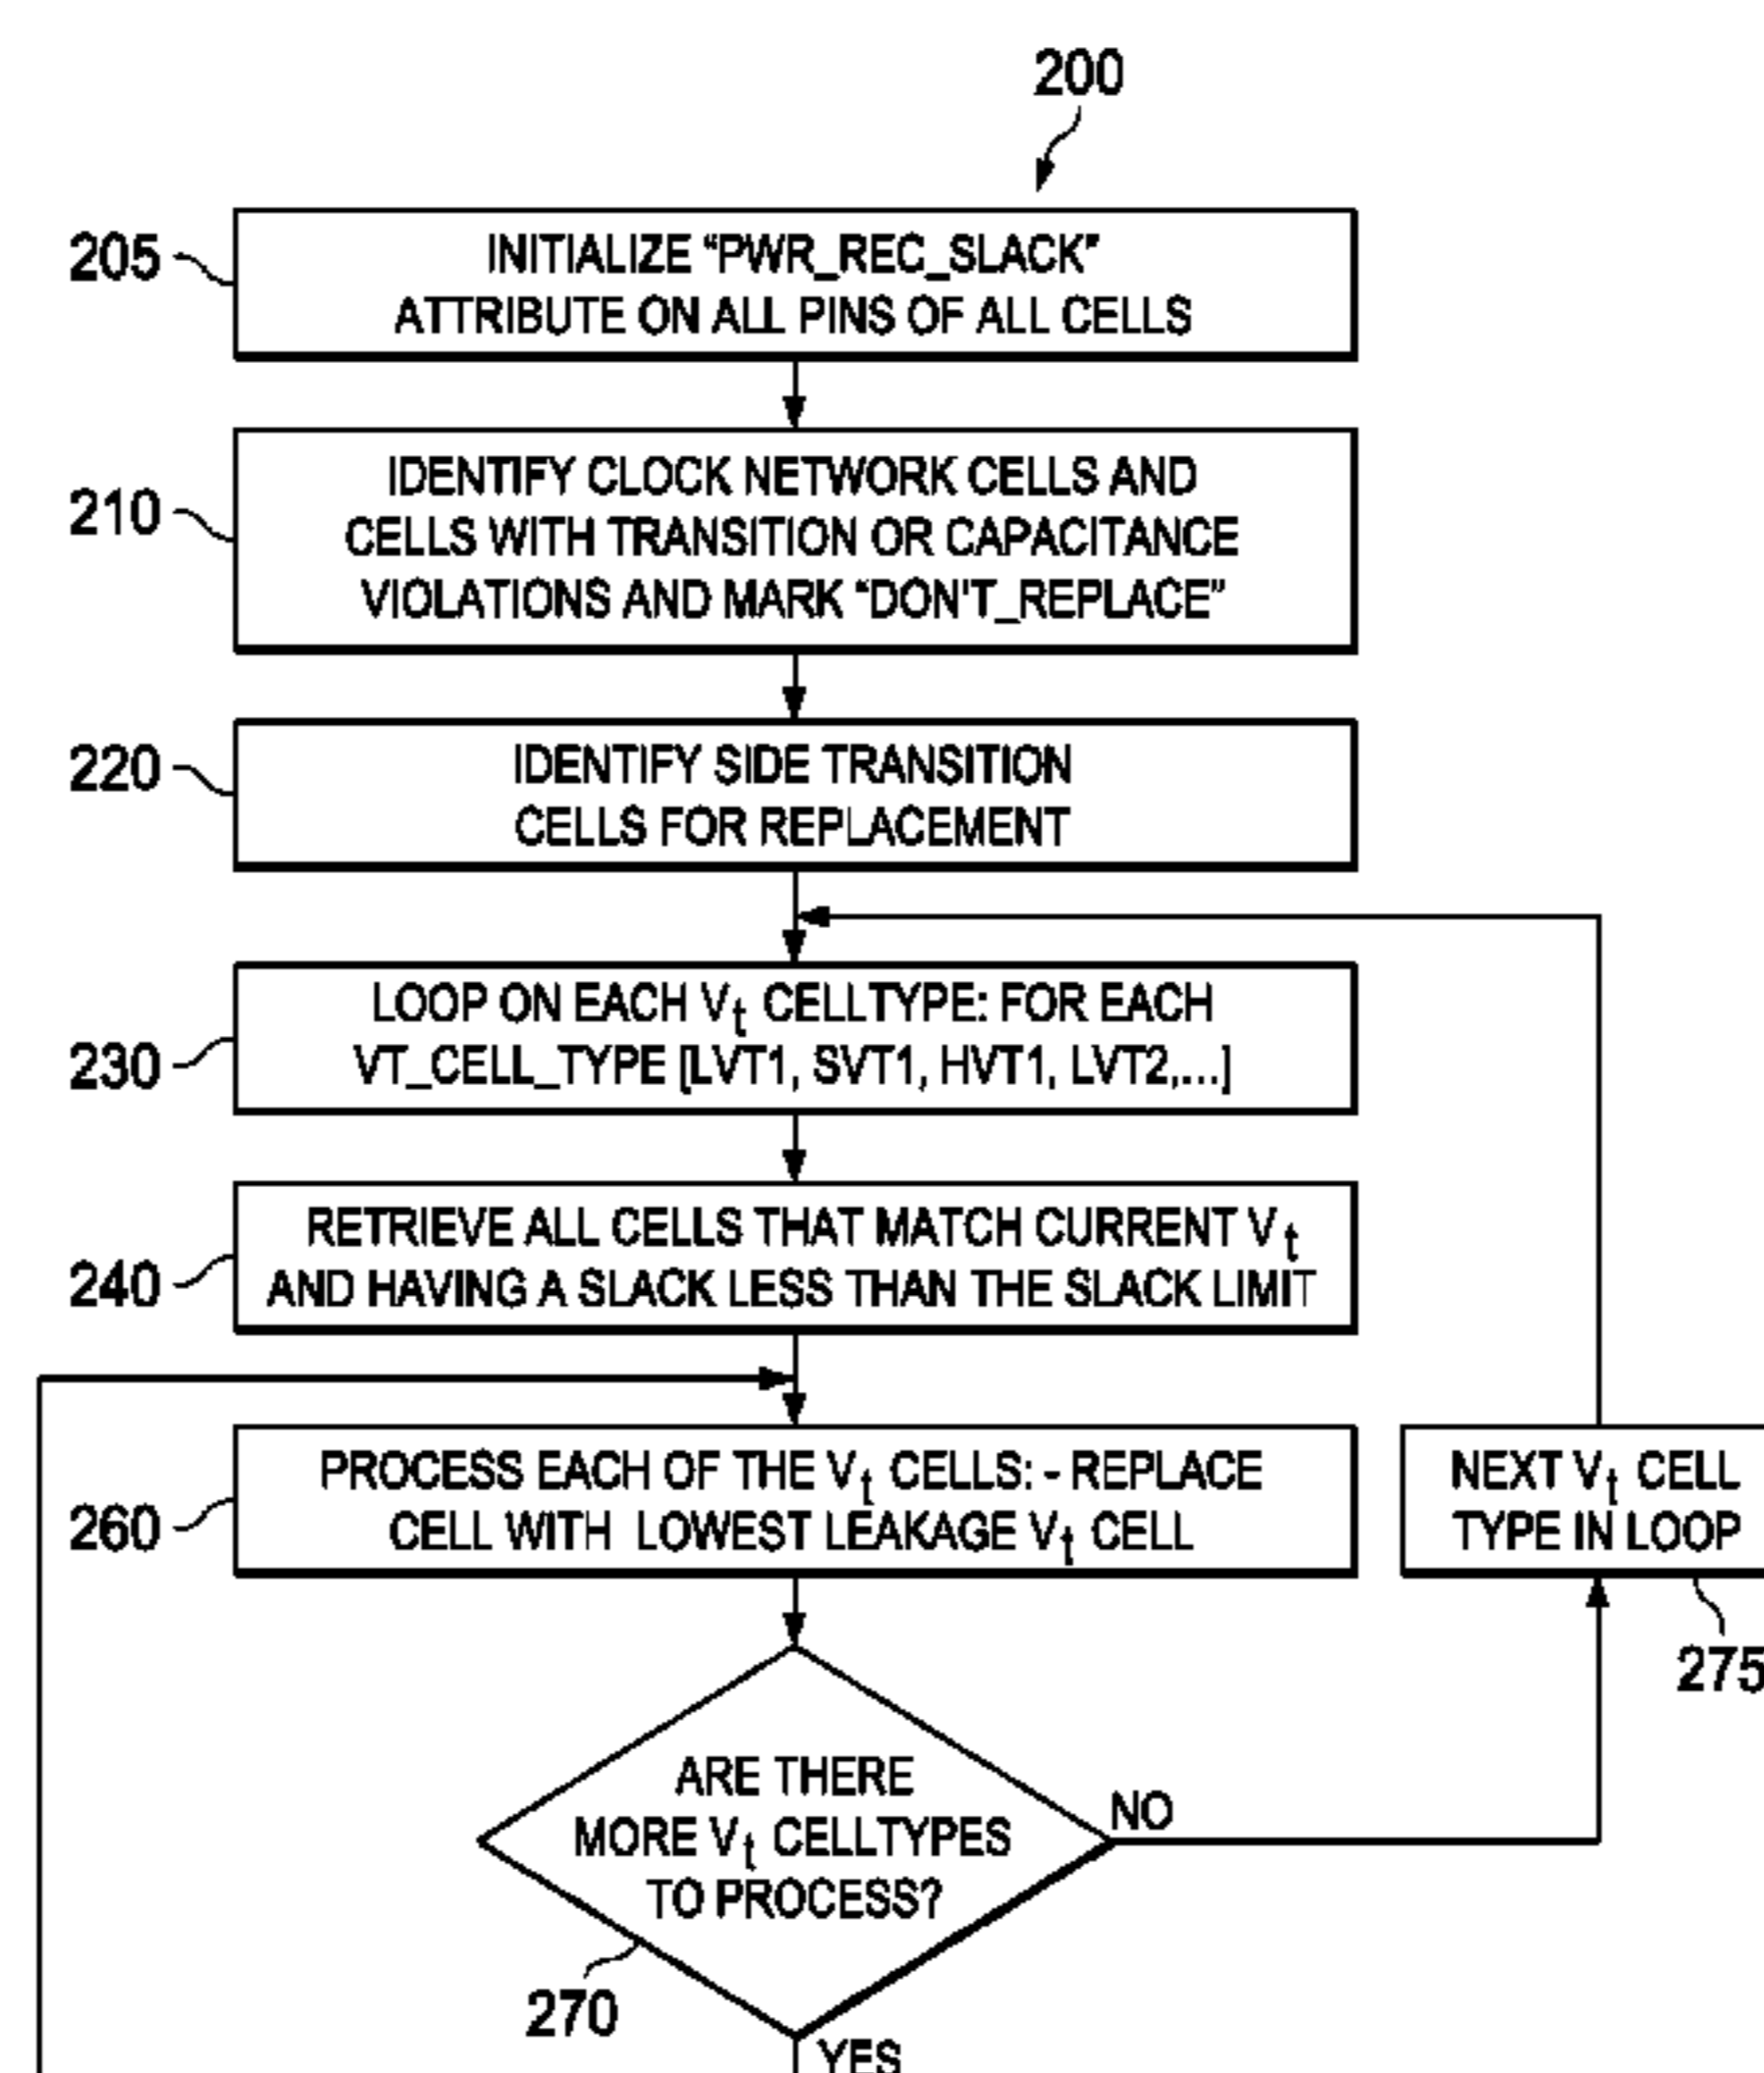 200
205
INITIALIZE “PWR_REC_SLACK”
ATTRIBUTE ON ALL PINS OF ALL CELLS
210
IDENTIFY CLOCK NETWORK CELLS AND
CELLS WITH TRANSITION OR CAPACITANCE
VIOLATIONS AND MARK “DON'T_REPLACE”
220
IDENTIFY SIDE TRANSITION
CELLS FOR REPLACEMENT
230
LOOP ON EACH Vt CELLTYPE: FOR EACH
VT_CELL_TYPE [LVT1, SVT1, HVT1, LVT2,...]
240
RETRIEVE ALL CELLS THAT MATCH CURRENT Vt
AND HAVING A SLACK LESS THAN THE SLACK LIMIT
260
PROCESS EACH OF THE Vt CELLS: - REPLACE
CELL WITH LOWEST LEAKAGE Vt CELL
NEXT Vt CELL
TYPE IN LOOP
275
ARE THERE
MORE Vt CELLTYPES
TO PROCESS?
NO
270
YES